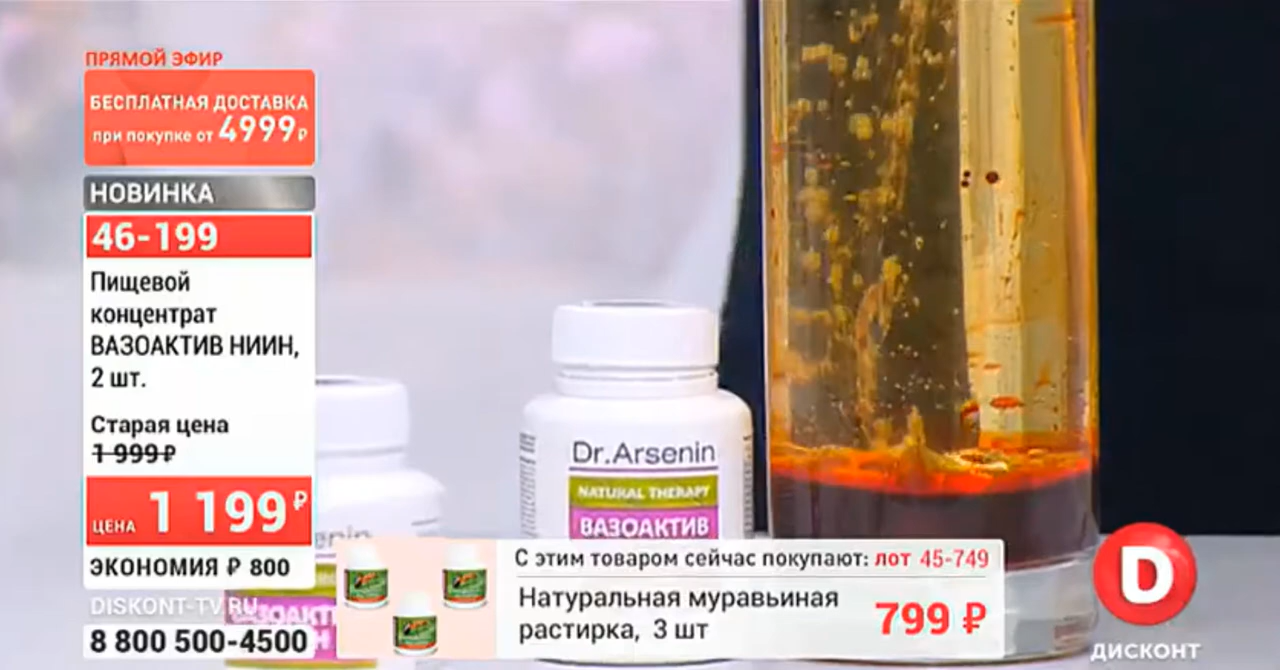 ПРЯМОЙ ЭФИР
БЕСПЛАТНАЯ ДОСТАВКА
при покупке от 4999₽
НОВИНКА
46-199
Пищевой
концентрат
ВАЗОАКТИВ НИИН,
2 шт.
Старая цена
1 999₽
ЦЕНА 1 199₽
ЭКОНОМИЯ ₽ 800
DISKONT-TV.RU
8 800 500-4500
Dr.Arsenin
NATURAL THERAPY
ВАЗОАКТИВ
С этим товаром сейчас покупают: лот 45-749
Натуральная муравьиная
растирка, 3 шт
799 ₽
D
ДИСКОНТ